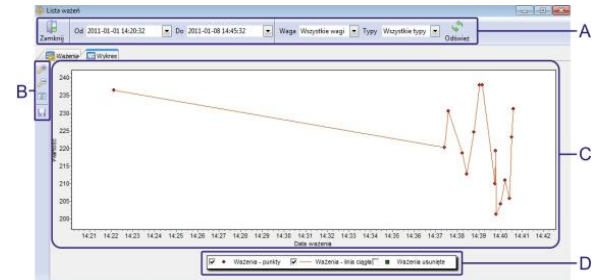 Lista ważeń
Zamknij Od 2011-01-01 14:20:32 Do 2011-01-08 14:45:32 Waga Wszystkie wagi Typy Wszystkie typy Odśwież
A
Ważenia Wykres
B
Wartość
240
235
230
225
220
215
210
205
200
C
14:21 14:22 14:23 14:24 14:25 14:26 14:27 14:28 14:29 14:30 14:31 14:32 14:33 14:34 14:35 14:36 14:37 14:38 14:39 14:40 14:41 14:42
Data ważenia
Ważenia - punkty Ważenia - linia ciągła Ważenia usunięte
D